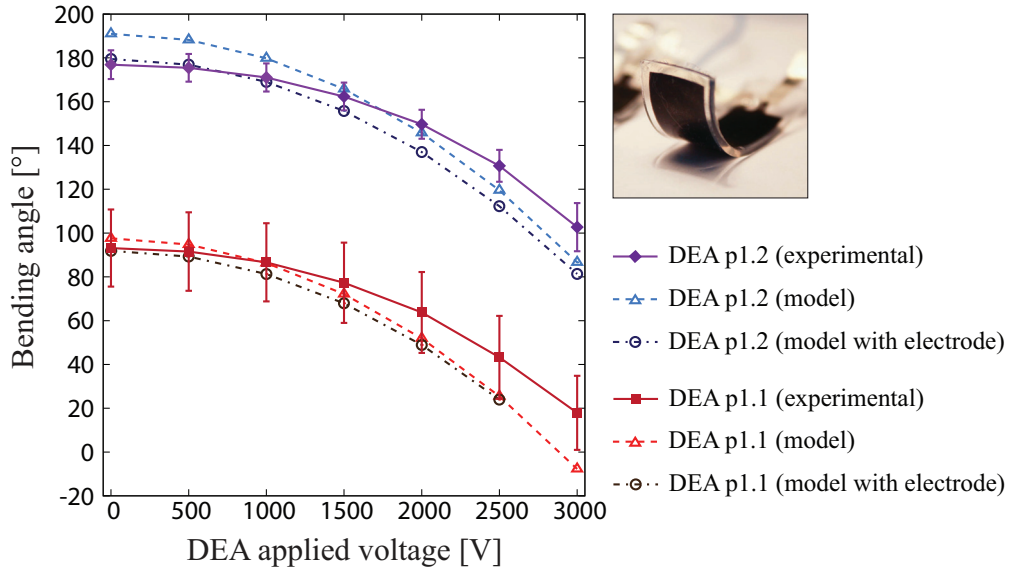 200
180
160
140
120
100
80
60
40
20
0
-20
Bending angle [°]
0 500 1000 1500 2000 2500 3000
DEA applied voltage [V]
DEA p1.2 (experimental)
DEA p1.2 (model)
DEA p1.2 (model with electrode)
DEA p1.1 (experimental)
DEA p1.1 (model)
DEA p1.1 (model with electrode)